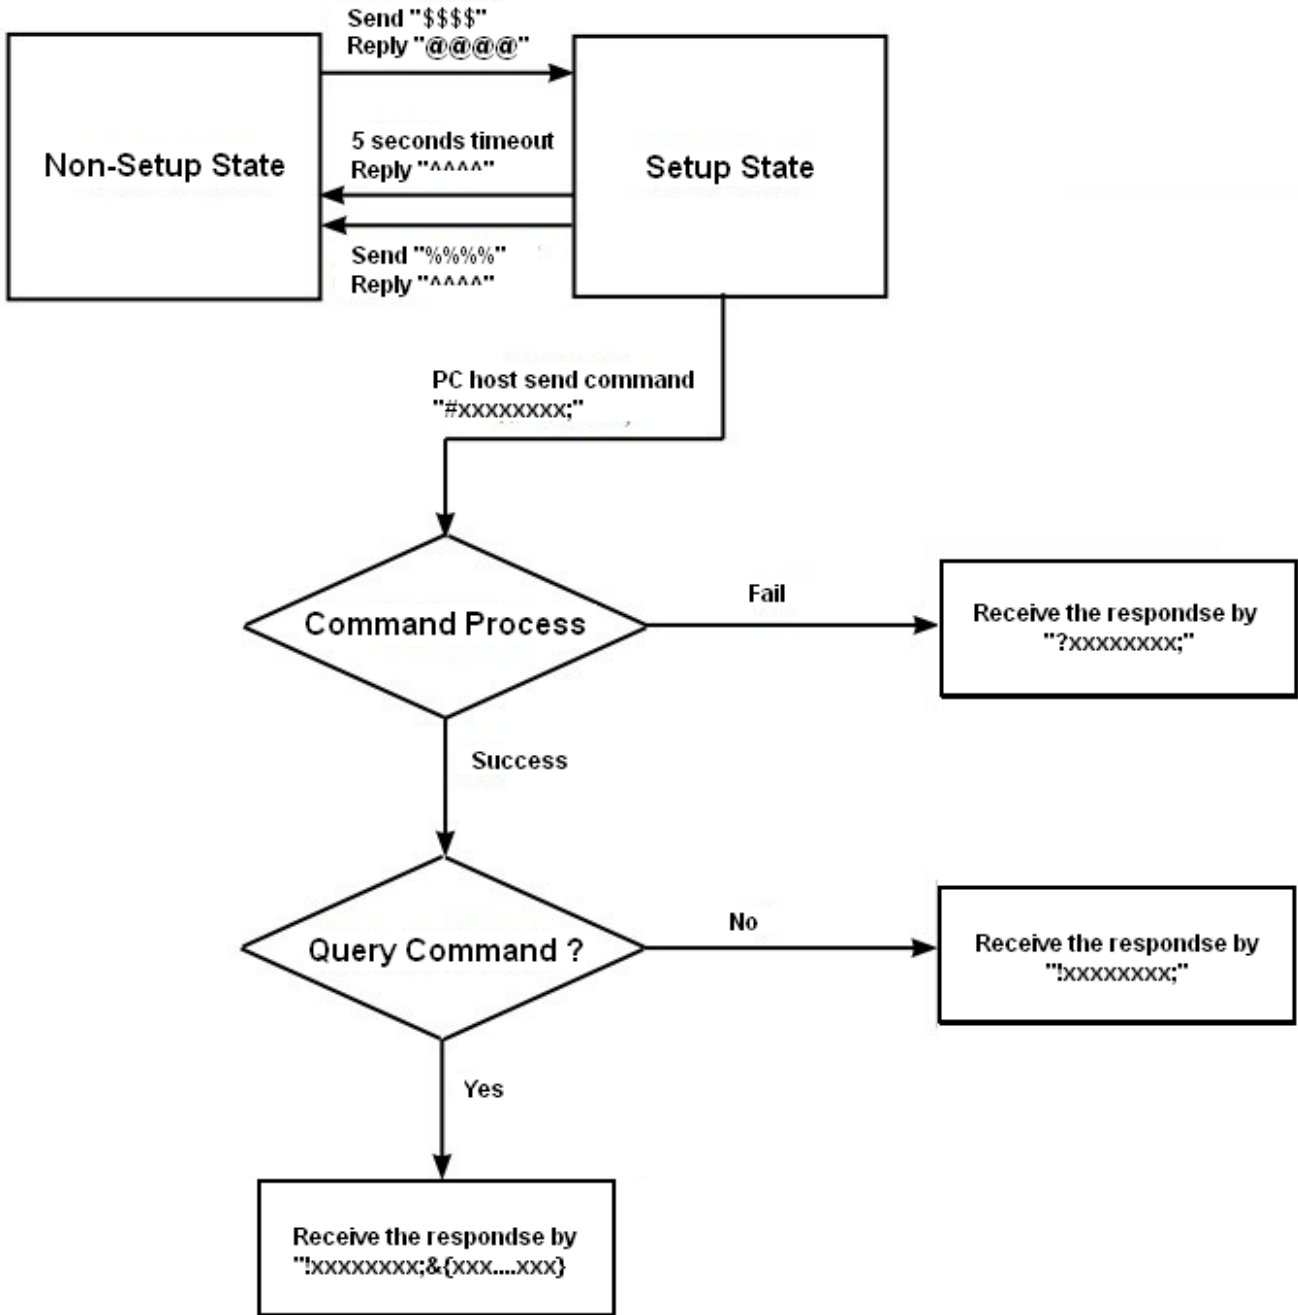 Send "$$$$"
Reply "@@@@"
Non-Setup State
5 seconds timeout
Reply "^^^^"
Setup State
Send "%%%%"
Reply "^^^^"
PC host send command
"#xxxxxxxx;"
Command Process
Fail
Receive the respondse by
"?xxxxxxxx;"
Success
Query Command ?
No
Receive the respondse by
"!xxxxxxxx;"
Yes
Receive the respondse by
"!xxxxxxxx;&{xxx....xxx}